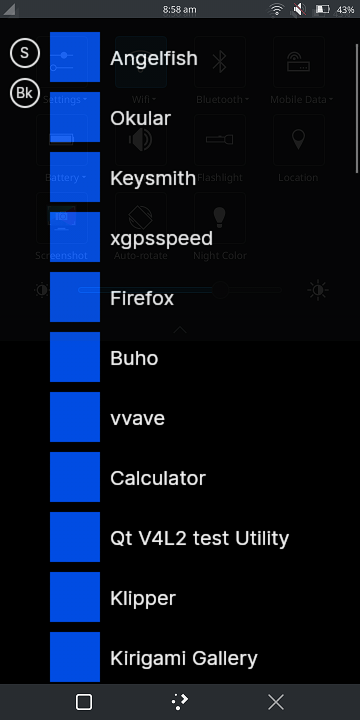 8:58 am
43%
S
Angelfish
Settings
Wifi
Bluetooth
Mobile Data
Bk
Okular
Keysmith
Battery
Flashlight
Location
xgpsspeed
Screenshot
Auto-rotate
Night Color
Firefox
Buho
vvave
Calculator
Qt V4L2 test Utility
Klipper
Kirigami Gallery